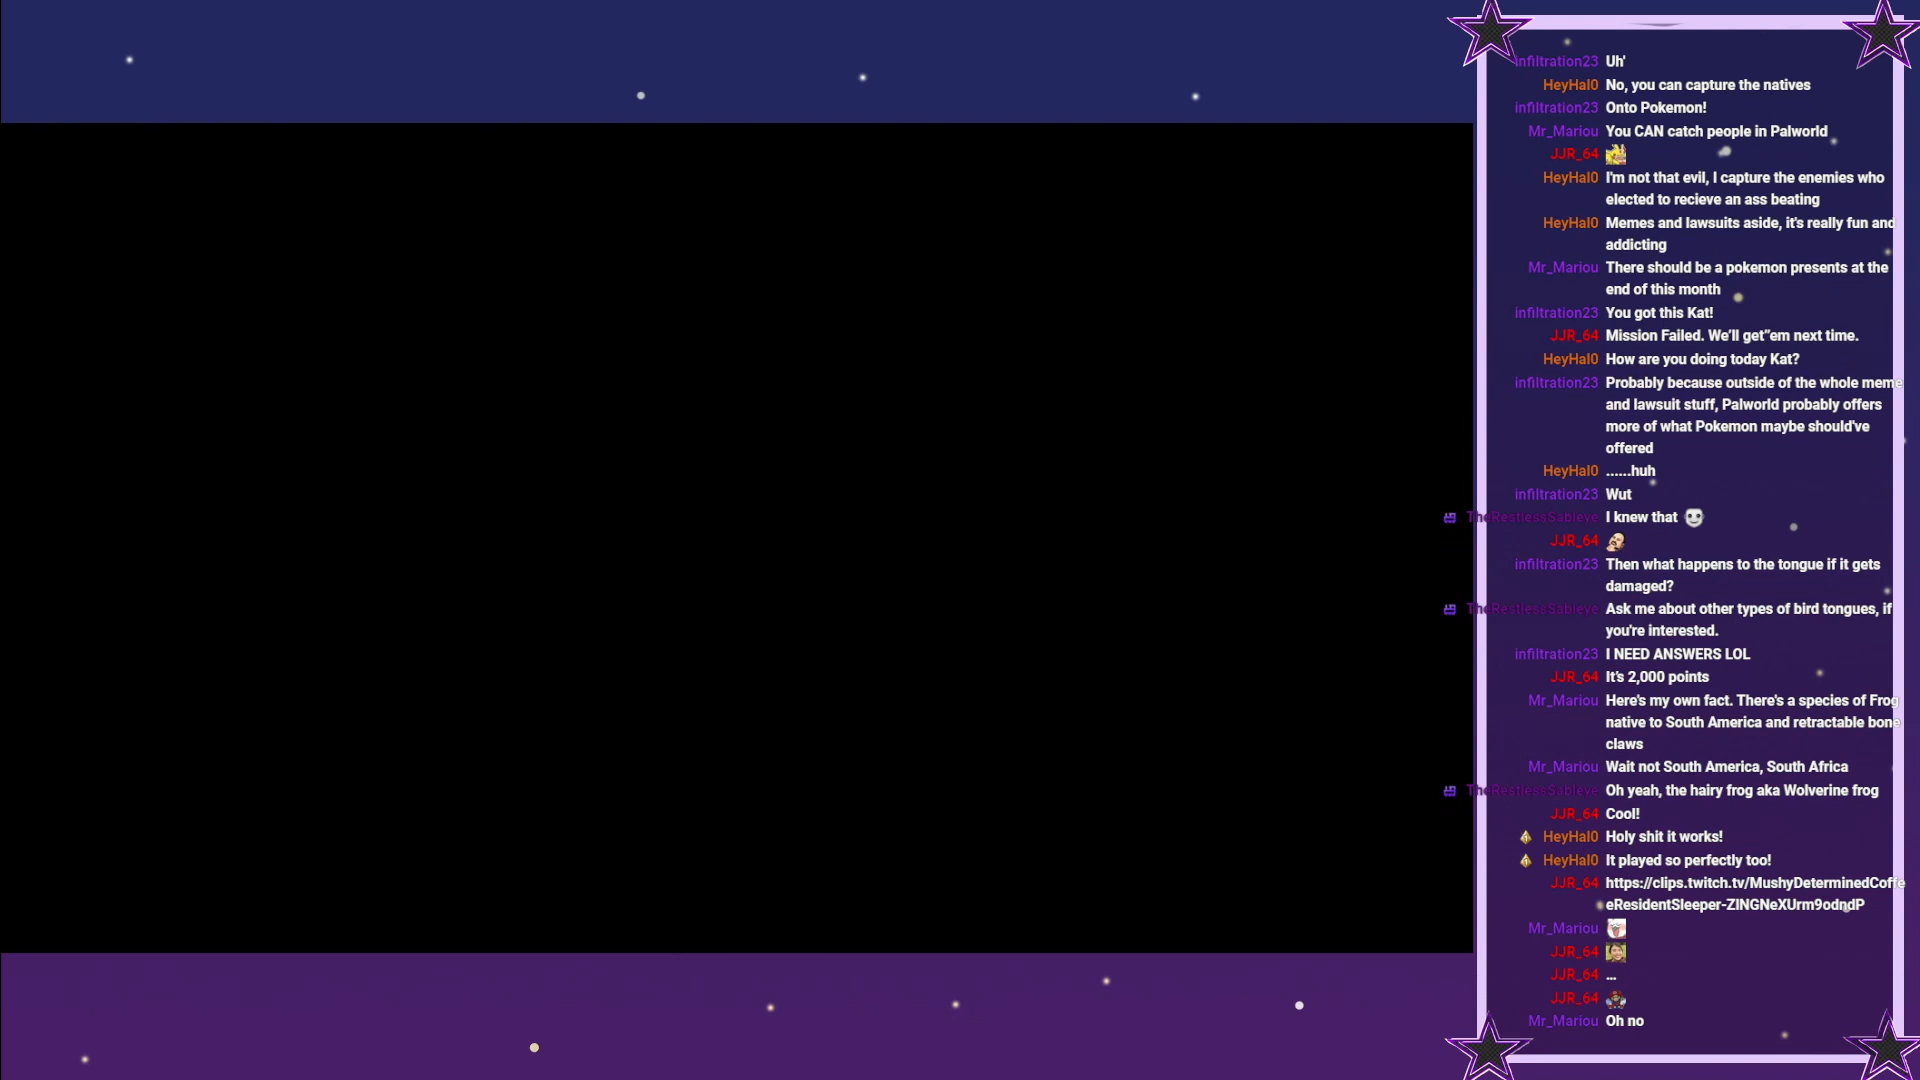 infiltration23 Uh'
HeyHal0 No, you can capture the natives
infiltration23 Onto Pokemon!
Mr_Mariou You CAN catch people in Palworld
JJR_64
HeyHal0 I'm not that evil, I capture the enemies who
elected to recieve an ass beating
HeyHal0 Memes and lawsuits aside, it's really fun and
addicting
Mr_Mariou There should be a pokemon presents at the
end of this month
infiltration23 You got this Kat!
JJR_64 Mission Failed. We’ll get”em next time.
HeyHal0 How are you doing today Kat?
infiltration23 Probably because outside of the whole meme
and lawsuit stuff, Palworld probably offers
more of what Pokemon maybe should've
offered
HeyHal0 ......huh
infiltration23 Wut
TheRestlessSableye I knew that
JJR_64
infiltration23 Then what happens to the tongue if it gets
damaged?
TheRestlessSableye Ask me about other types of bird tongues, if
you're interested.
infiltration23 I NEED ANSWERS LOL
JJR_64 It’s 2,000 points
Mr_Mariou Here's my own fact. There's a species of Frog
native to South America and retractable bone
claws
Mr_Mariou Wait not South America, South Africa
TheRestlessSableye Oh yeah, the hairy frog aka Wolverine frog
JJR_64 Cool!
HeyHal0 Holy shit it works!
HeyHal0 It played so perfectly too!
JJR_64 https://clips.twitch.tv/MushyDeterminedCoffe
eResidentSleeper-ZINGNeXUrm9odndP
Mr_Mariou
JJR_64
JJR_64 ...
JJR_64
Mr_Mariou Oh no